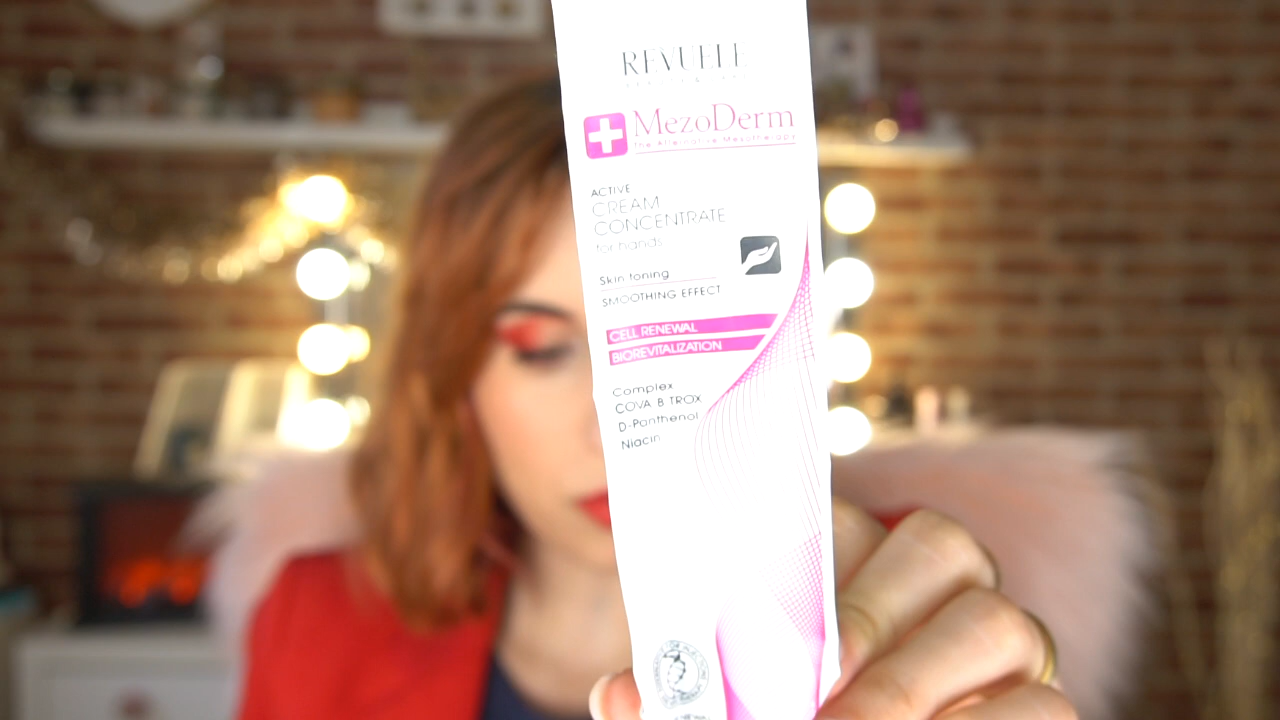 REVUELE
MezoDerm
The Alternative Mesotherapy
ACTIVE
CREAM
CONCENTRATE
for hands
Skin toning
SMOOTHING EFFECT
CELL RENEWAL
BIOREVITALIZATION
Complex
COVA B TROX
D-Panthenol
Niacin